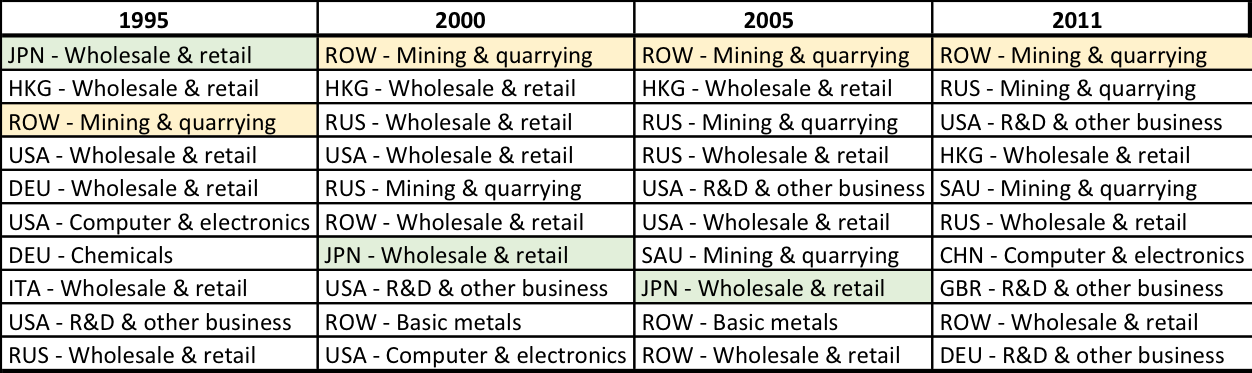 1995 2000 2005 2011
JPN - Wholesale & retail ROW - Mining & quarrying ROW - Mining & quarrying ROW - Mining & quarrying
HKG - Wholesale & retail HKG - Wholesale & retail HKG - Wholesale & retail RUS - Mining & quarrying
ROW - Mining & quarrying RUS - Wholesale & retail RUS - Mining & quarrying USA - R&D & other business
USA - Wholesale & retail USA - Wholesale & retail RUS - Wholesale & retail HKG - Wholesale & retail
DEU - Wholesale & retail RUS - Mining & quarrying USA - R&D & other business SAU - Mining & quarrying
USA - Computer & electronics ROW - Wholesale & retail USA - Wholesale & retail RUS - Wholesale & retail
DEU - Chemicals JPN - Wholesale & retail SAU - Mining & quarrying CHN - Computer & electronics
ITA - Wholesale & retail USA - R&D & other business JPN - Wholesale & retail GBR - R&D & other business
USA - R&D & other business ROW - Basic metals ROW - Basic metals ROW - Wholesale & retail
RUS - Wholesale & retail USA - Computer & electronics ROW - Wholesale & retail DEU - R&D & other business